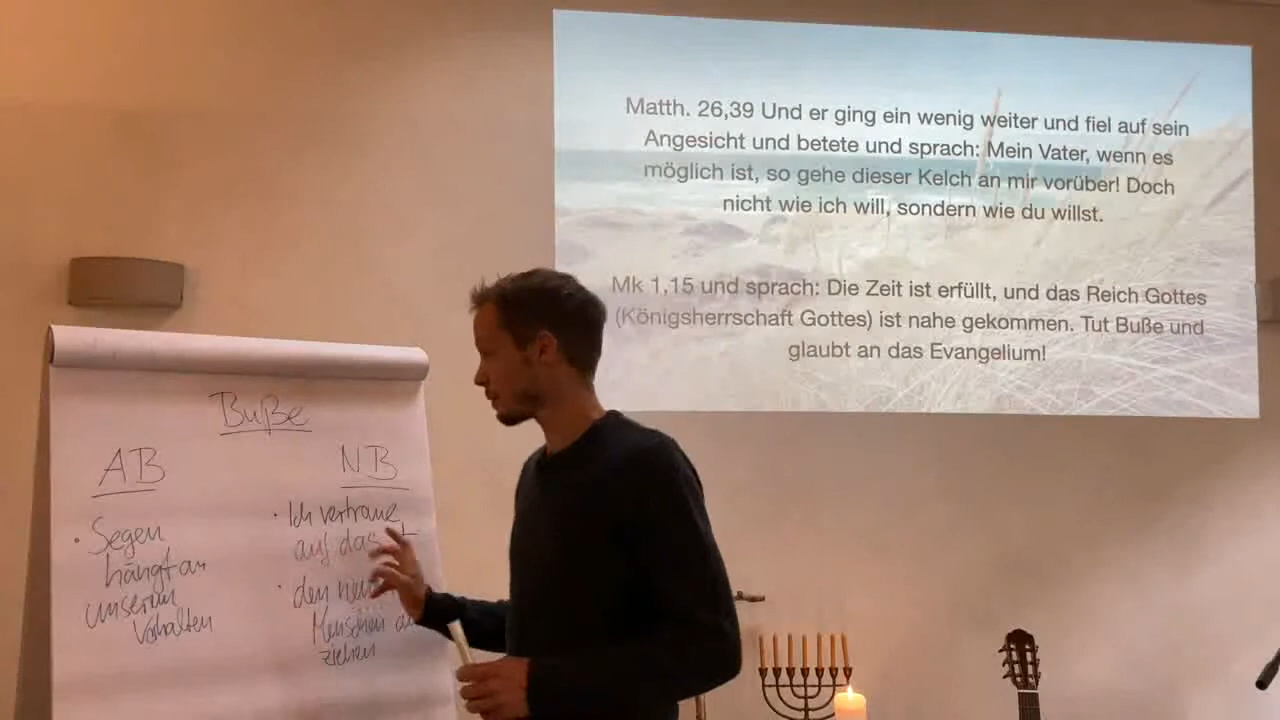 Matth. 26,39 Und er ging ein wenig weiter und fiel auf sein
Angesicht und betete und sprach: Mein Vater, wenn es
möglich ist, so gehe dieser Kelch an mir vorüber! Doch
nicht wie ich will, sondern wie du willst.
Mk 1,15 und sprach: Die Zeit ist erfüllt, und das Reich Gottes
(Königsherrschaft Gottes) ist nahe gekommen. Tut Buße und
glaubt an das Evangelium!
Buße
AB
• Segen
hängt an
unserem
Verhalten
NB
• Ich vertraue
auf das
• den
Menschen
ziehen